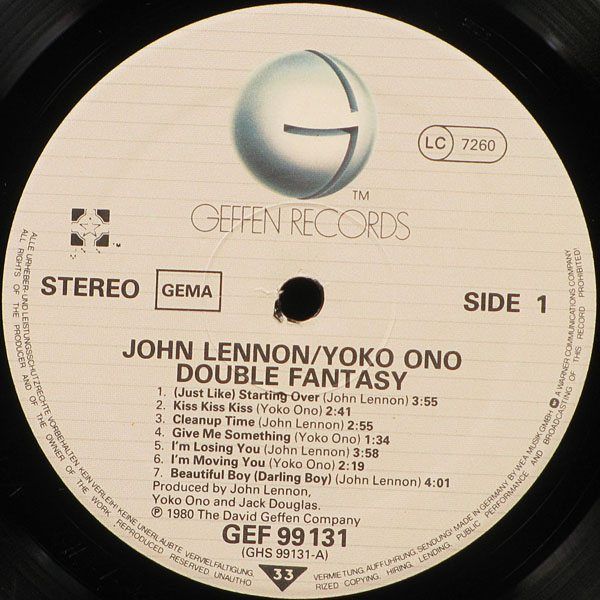 LC 7260
TM
GEFFEN RECORDS
STEREO
GEMA
SIDE 1
JOHN LENNON/YOKO ONO
DOUBLE FANTASY
1. (Just Like) Starting Over (John Lennon) 3:55
2. Kiss Kiss Kiss (Yoko Ono) 2:41
3. Cleanup Time (John Lennon) 2:55
4. Give Me Something (Yoko Ono) 1:34
5. I'm Losing You (John Lennon) 3:58
6. I'm Moving You (Yoko Ono) 2:19
7. Beautiful Boy (Darling Boy) (John Lennon) 4:01
Produced by John Lennon,
Yoko Ono and Jack Douglas.
℗ 1980 The David Geffen Company
GEF 99 131
(GHS 99131-A)
33
ALLE URHEBER- UND LEISTUNGSSCHUTZRECHTE VORBEHALTEN. KEIN VERLEIH! KEINE UNERLAUBTE VERVIELFÄLTIGUNG,
VERMIETUNG, AUFFÜHRUNG, SENDUNG! MADE IN GERMANY BY WEA MUSIK GMBH. A WARNER COMMUNICATIONS COMPANY
ALL RIGHTS OF THE PRODUCER AND OF THE OWNER OF THE WORK REPRODUCED RESERVED. UNAUTHO-
RIZED COPYING, HIRING, LENDING, PUBLIC PERFORMANCE AND BROADCASTING OF THIS RECORD PROHIBITED!